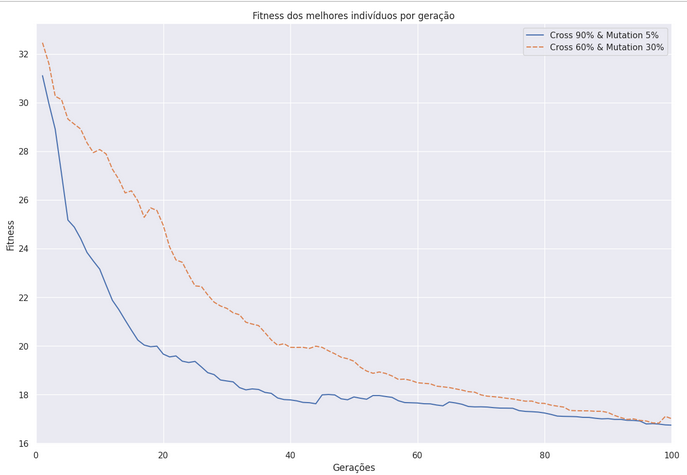 Fitness dos melhores indivíduos por geração
Cross 90% & Mutation 5%
Cross 60% & Mutation 30%
Fitness
32
30
28
26
24
22
20
18
16
0 20 40 60 80 100
Gerações